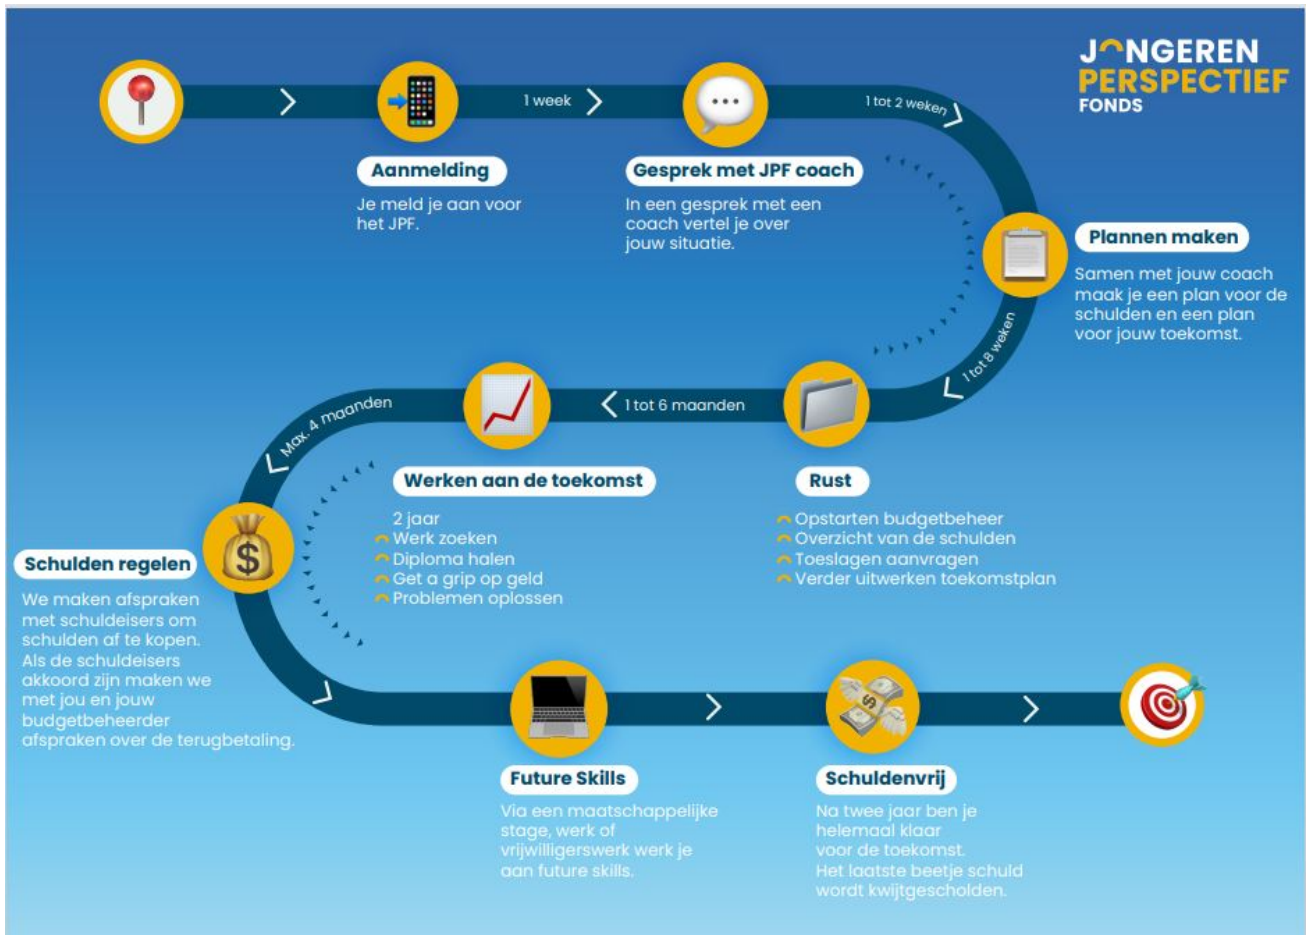 JONGEREN
PERSPECTIEF
FONDS
1 week
1 tot 2 weken
Aanmelding
Je meld je aan voor
het JPF.
Gesprek met JPF coach
In een gesprek met een
coach vertel je over
jouw situatie.
Plannen maken
Samen met jouw coach
maak je een plan voor de
schulden en een plan
voor jouw toekomst.
1 tot 8 weken
Rust
Opstarten budgetbeheer
Overzicht van de schulden
Toeslagen aanvragen
Verder uitwerken toekomstplan
1 tot 6 maanden
Werken aan de toekomst
2 jaar
Werk zoeken
Diploma halen
Get a grip op geld
Problemen oplossen
Max. 4 maanden
$
Schulden regelen
We maken afspraken
met schuldeisers om
schulden af te kopen.
Als de schuldeisers
akkoord zijn maken we
met jou en jouw
budgetbeheerder
afspraken over de terugbetaling.
Future Skills
Via een maatschappelijke
stage, werk of
vrijwilligerswerk werk je
aan future skills.
$
Schuldenvrij
Na twee jaar ben je
helemaal klaar
voor de toekomst.
Het laatste beetje schuld
wordt kwijtgescholden.